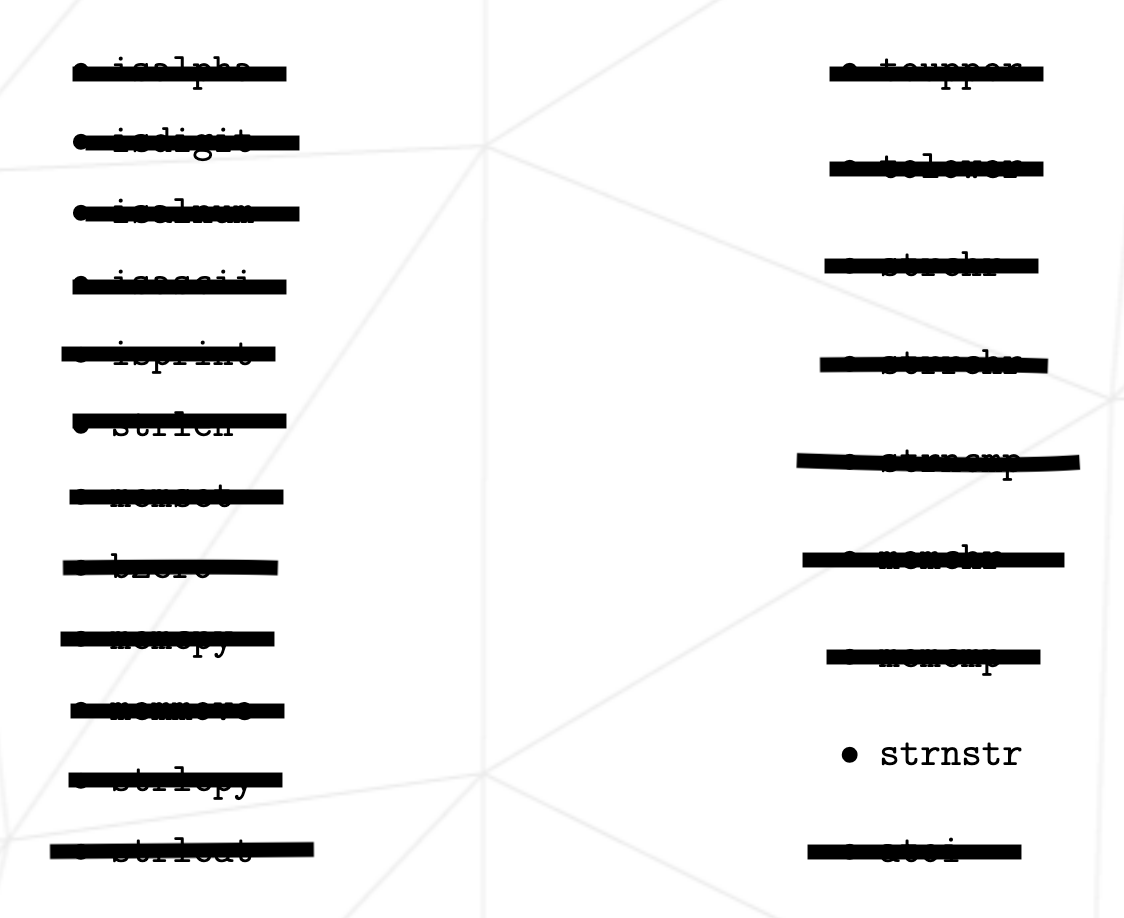 • isalpha
• isdigit
• isalnum
• isascii
• isprint
• strlen
• memset
• bzero
• memcpy
• memmove
• strlcpy
• strlcat
• toupper
• tolower
• strchr
• strrchr
• strncmp
• memchr
• memcmp
• strnstr
• atoi